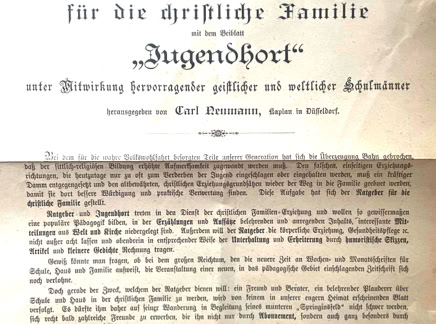 für die christliche Familie
mit dem Beiblatt
„Jugendhort“
unter Mitwirkung hervorragender geistlicher und weltlicher Schulmänner
herausgegeben von Carl Neumann, Kaplan in Düsseldorf.
Bei dem für die wahre Volkswohlfahrt besorgten Teile unserer Generation hat sich die Überzeugung Bahn gebrochen,
daß der sittlich-religiösen Bildung erhöhte Aufmerksamkeit zugewandt werden muß. Den falschen, einseitigen Erziehungs-
richtungen, die heutzutage nur zu oft zum Verderben der Jugend eingeschlagen oder eingehalten werden, muß ein kräftiger
Damm entgegengesetzt und den altbewährten, christlichen Erziehungsgrundsätzen wieder der Weg in die Familie gebahnt werden,
damit sie dort bessere Würdigung und praktische Verwertung finden. Diese Aufgabe hat sich der Ratgeber für die
christliche Familie gestellt.
Ratgeber und Jugendhort treten in den Dienst der christlichen Familien-Erziehung und wollen so gewissermaßen
eine populäre Pädagogik bilden, in der Erzählungen und Aufsätze belehrenden und anregenden Inhalts, interessante Mit-
teilungen aus Welt und Kirche niedergelegt sind. Außerdem will der Ratgeber die körperliche Erziehung, Gesundheitspflege etc.
nicht außer acht lassen und obendrein in entsprechender Weise der Unterhaltung und Erheiterung durch humoristische Skizzen,
Artikel und kleinere Gedichte Rechnung tragen.
Gewiß könnte man fragen, ob bei dem großen Reichtum, den die neuere Zeit an Wochen- und Monatsschriften für
Schule, Haus und Familie aufweist, die Veranstaltung einer neuen, in das pädagogische Gebiet einschlagenden Zeitschrift sich
noch verlohne.
Doch gerade der Zweck, welchem der Ratgeber dienen will: ein Freund und Berater, ein belehrender Plauderer über
Schule und Haus in der christlichen Familie zu werden, wird von keinem in unserer engern Heimat erscheinenden Blatt
verfolgt. Es dürfte ihm daher auf seiner Wanderung in Begleitung seines munteren „Springinsfeld“ nicht schwer werden,
sich recht bald zahlreiche Freunde zu erwerben, die ihn nicht nur durch Abonnement, sondern auch ganz besonders durch